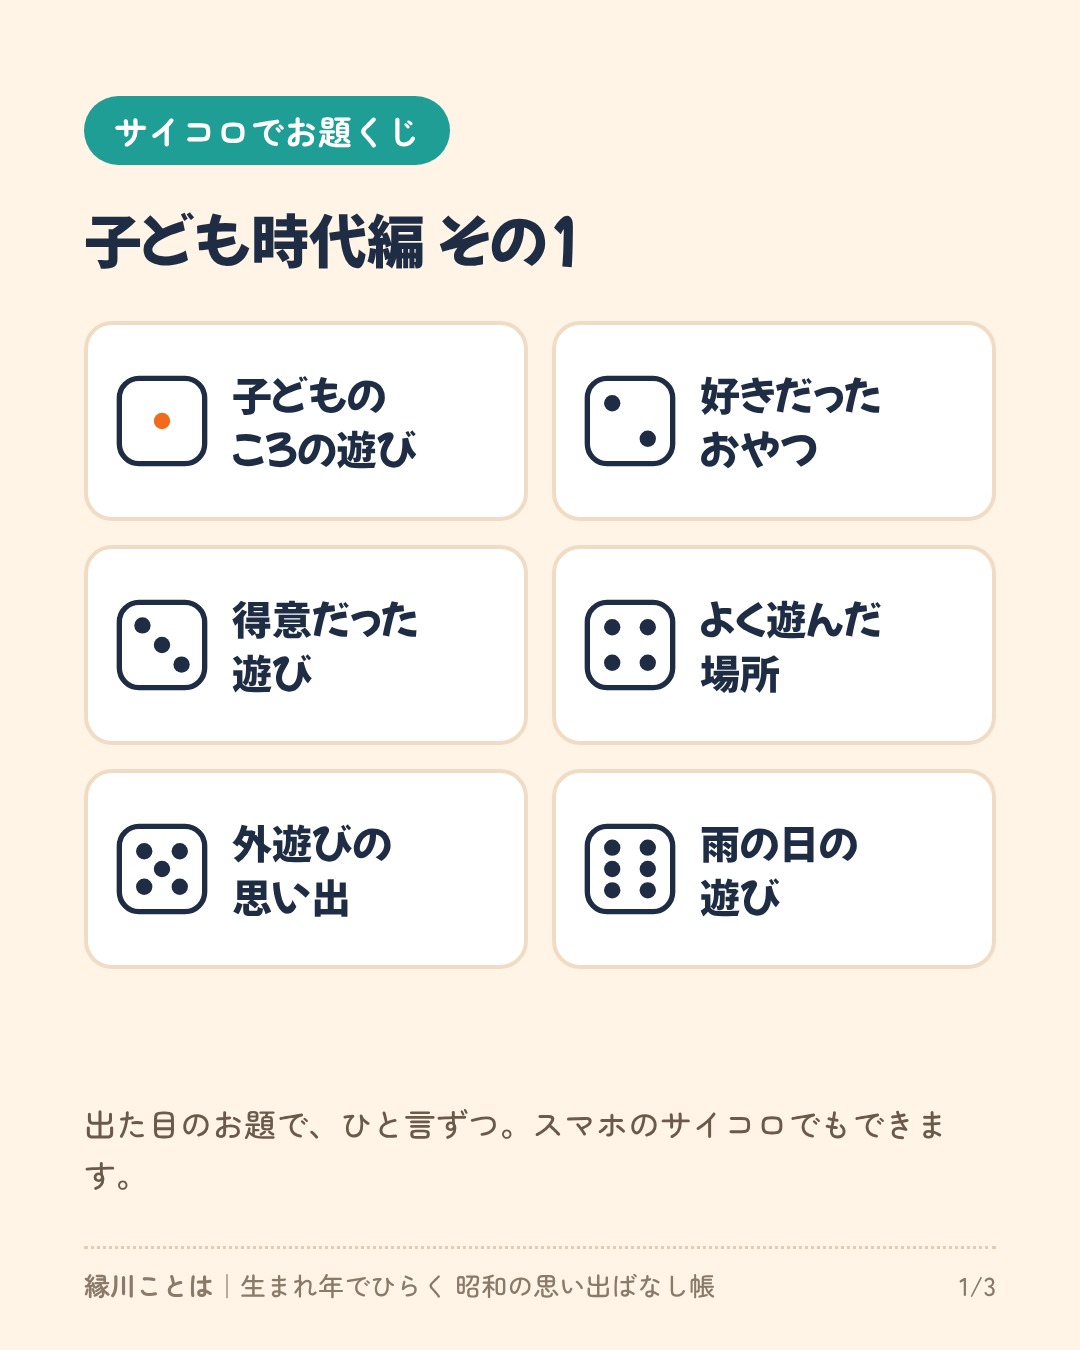 サイコロでお題くじ
子ども時代編 その1
子どもの
ころの遊び
好きだった
おやつ
得意だった
遊び
よく遊んだ
場所
外遊びの
思い出
雨の日の
遊び
出た目のお題で、ひと言ずつ。スマホのサイコロでもできま
す。
縁川ことは｜生まれ年でひらく 昭和の思い出ばなし帳
1/3